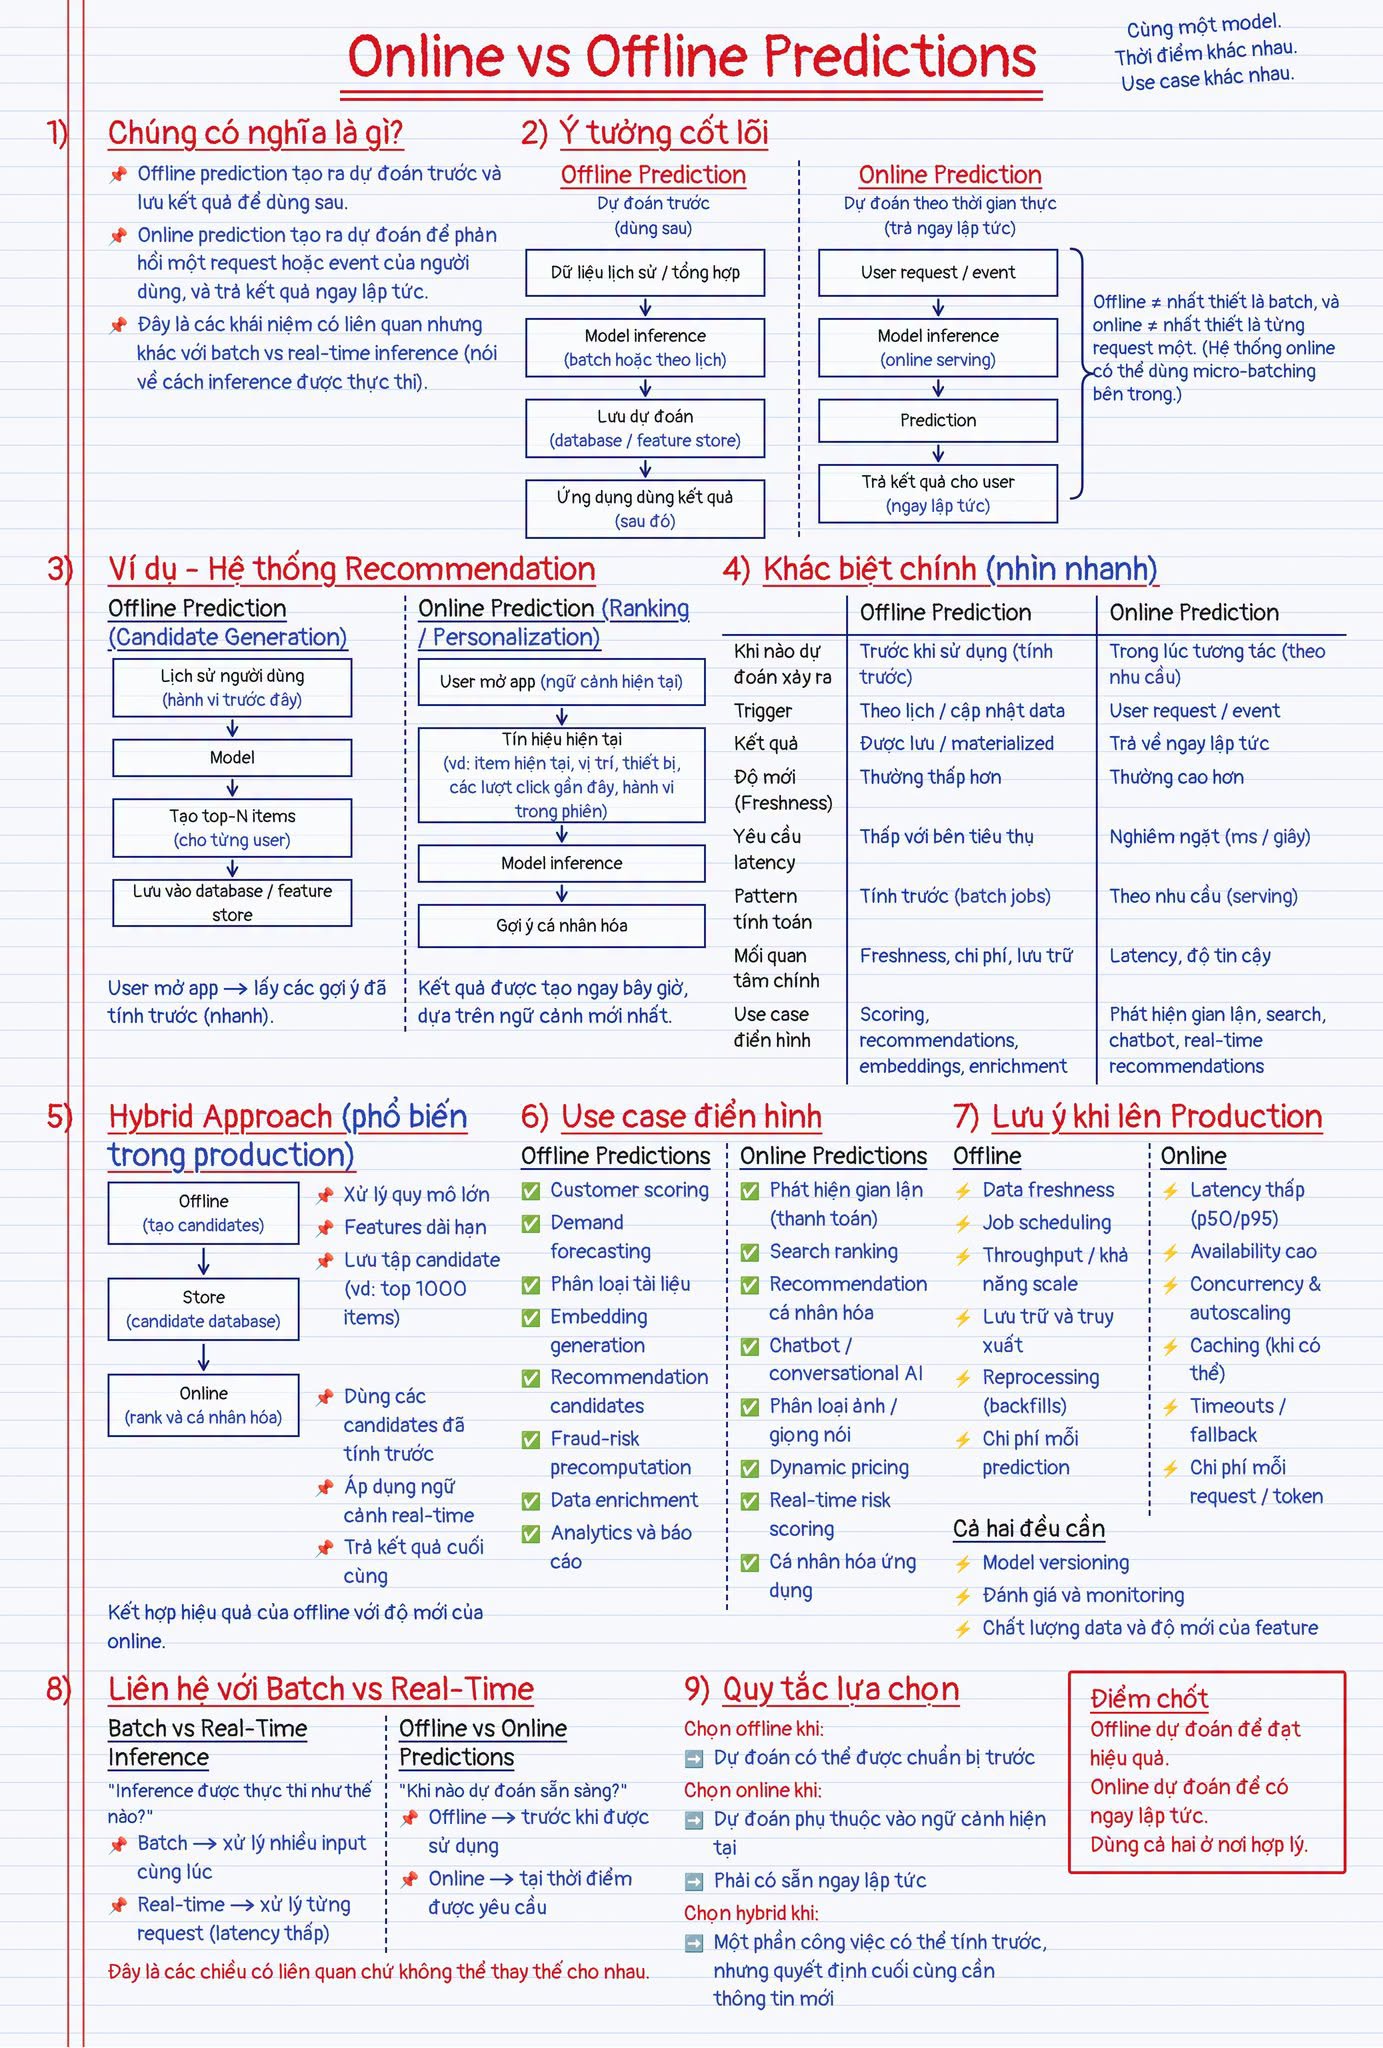 Online vs Offline Predictions
Cùng một model.
Thời điểm khác nhau.
Use case khác nhau.
1) Chúng có nghĩa là gì?
📌 Offline prediction tạo ra dự đoán trước và
lưu kết quả để dùng sau.
📌 Online prediction tạo ra dự đoán để phản
hồi một request hoặc event của người
dùng, và trả kết quả ngay lập tức.
📌 Đây là các khái niệm có liên quan nhưng
khác với batch vs real-time inference (nói
về cách inference được thực thi).
2) Ý tưởng cốt lõi
Offline Prediction
Dự đoán trước
(dùng sau)
Dữ liệu lịch sử / tổng hợp
Model inference
(batch hoặc theo lịch)
Lưu dự đoán
(database / feature store)
Ứng dụng dùng kết quả
(sau đó)
Online Prediction
Dự đoán theo thời gian thực
(trả ngay lập tức)
User request / event
Model inference
(online serving)
Prediction
Trả kết quả cho user
(ngay lập tức)
Offline ≠ nhất thiết là batch, và
online ≠ nhất thiết là từng
request một. (Hệ thống online
có thể dùng micro-batching
bên trong.)
3) Ví dụ - Hệ thống Recommendation
Offline Prediction
(Candidate Generation)
Lịch sử người dùng
(hành vi trước đây)
Model
Tạo top-N items
(cho từng user)
Lưu vào database / feature
store
User mở app → lấy các gợi ý đã
tính trước (nhanh).
Online Prediction (Ranking
/ Personalization)
User mở app (ngữ cảnh hiện tại)
Tín hiệu hiện tại
(vd: item hiện tại, vị trí, thiết bị,
các lượt click gần đây, hành vi
trong phiên)
Model inference
Gợi ý cá nhân hóa
Kết quả được tạo ngay bây giờ,
dựa trên ngữ cảnh mới nhất.
4) Khác biệt chính (nhìn nhanh)
Offline Prediction Online Prediction
Khi nào dự Trước khi sử dụng (tính Trong lúc tương tác (theo
đoán xảy ra trước) nhu cầu)
Trigger Theo lịch / cập nhật data User request / event
Kết quả Được lưu / materialized Trả về ngay lập tức
Độ mới Thường thấp hơn Thường cao hơn
(Freshness)
Yêu cầu Thấp với bên tiêu thụ Nghiêm ngặt (ms / giây)
latency
Pattern Tính trước (batch jobs) Theo nhu cầu (serving)
tính toán
Mối quan Freshness, chi phí, lưu trữ Latency, độ tin cậy
tâm chính
Use case Scoring, Phát hiện gian lận, search,
điển hình recommendations, chatbot, real-time
embeddings, enrichment recommendations
5) Hybrid Approach (phổ biến
trong production)
Offline
(tạo candidates)
Store
(candidate database)
Online
(rank và cá nhân hóa)
📌 Xử lý quy mô lớn
📌 Features dài hạn
📌 Lưu tập candidate
(vd: top 1000
items)
📌 Dùng các
candidates đã
tính trước
📌 Áp dụng ngữ
cảnh real-time
📌 Trả kết quả cuối
cùng
Kết hợp hiệu quả của offline với độ mới của
online.
6) Use case điển hình
Offline Predictions
✅ Customer scoring
✅ Demand
forecasting
✅ Phân loại tài liệu
✅ Embedding
generation
✅ Recommendation
candidates
✅ Fraud-risk
precomputation
✅ Data enrichment
✅ Analytics và báo
cáo
Online Predictions
✅ Phát hiện gian lận
(thanh toán)
✅ Search ranking
✅ Recommendation
cá nhân hóa
✅ Chatbot /
conversational AI
✅ Phân loại ảnh /
giọng nói
✅ Dynamic pricing
✅ Real-time risk
scoring
✅ Cá nhân hóa ứng
dụng
7) Lưu ý khi lên Production
Offline
⚡ Data freshness
⚡ Job scheduling
⚡ Throughput / khả
năng scale
⚡ Lưu trữ và truy
xuất
⚡ Reprocessing
(backfills)
⚡ Chi phí mỗi
prediction
Online
⚡ Latency thấp
(p50/p95)
⚡ Availability cao
⚡ Concurrency &
autoscaling
⚡ Caching (khi có
thể)
⚡ Timeouts /
fallback
⚡ Chi phí mỗi
request / token
Cả hai đều cần
⚡ Model versioning
⚡ Đánh giá và monitoring
⚡ Chất lượng data và độ mới của feature
8) Liên hệ với Batch vs Real-Time
Batch vs Real-Time
Inference
"Inference được thực thi như thế
nào?"
📌 Batch → xử lý nhiều input
cùng lúc
📌 Real-time → xử lý từng
request (latency thấp)
Offline vs Online
Predictions
"Khi nào dự đoán sẵn sàng?"
📌 Offline → trước khi được
sử dụng
📌 Online → tại thời điểm
được yêu cầu
Đây là các chiều có liên quan chứ không thể thay thế cho nhau.
9) Quy tắc lựa chọn
Chọn offline khi:
➡️ Dự đoán có thể được chuẩn bị trước
Chọn online khi:
➡️ Dự đoán phụ thuộc vào ngữ cảnh hiện
tại
➡️ Phải có sẵn ngay lập tức
Chọn hybrid khi:
➡️ Một phần công việc có thể tính trước,
nhưng quyết định cuối cùng cần
thông tin mới
Điểm chốt
Offline dự đoán để đạt
hiệu quả.
Online dự đoán để có
ngay lập tức.
Dùng cả hai ở nơi hợp lý.